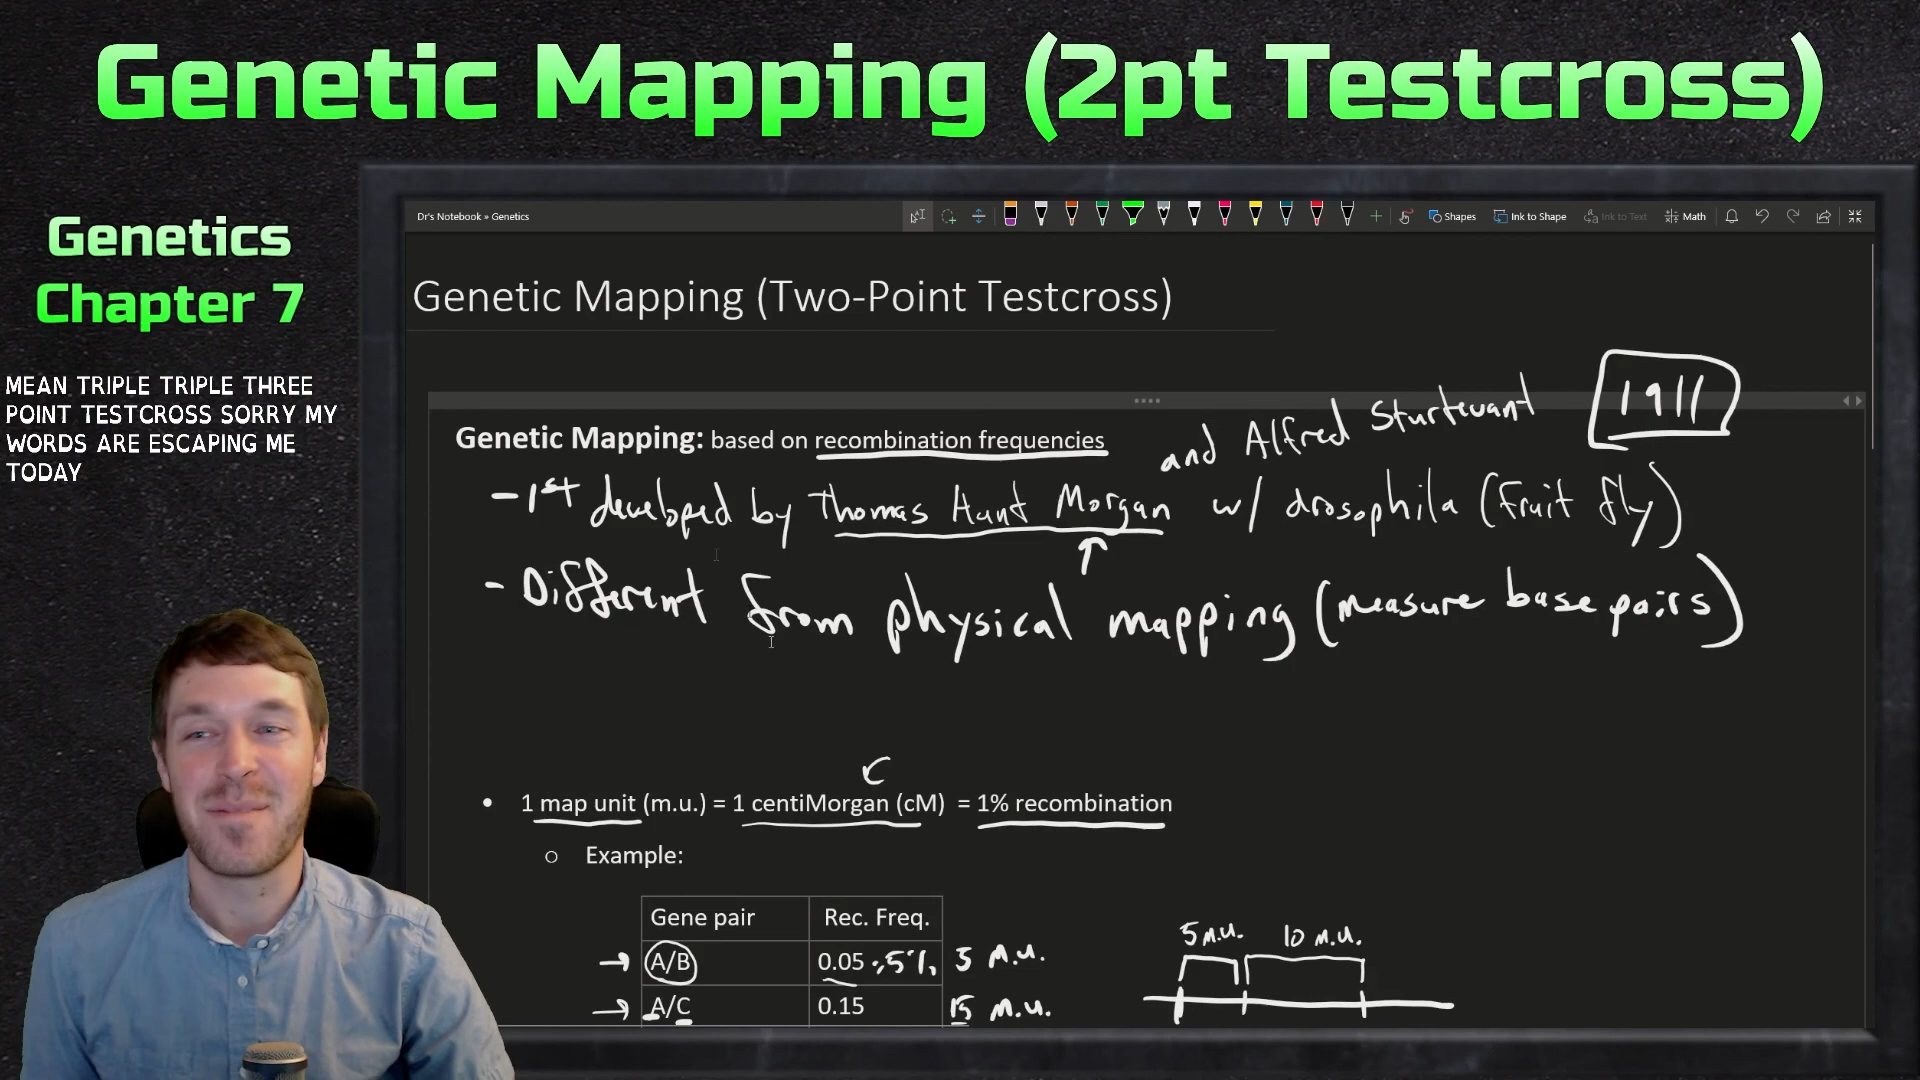 Genetic Mapping (2pt Testcross)
Genetics
Chapter 7
MEAN TRIPLE TRIPLE THREE
POINT TESTCROSS SORRY MY
WORDS ARE ESCAPING ME
TODAY
Dr's Notebook » Genetics
Shapes
Ink to Shape
Ink to Text
Math
Genetic Mapping (Two-Point Testcross)
1911
and Alfred Sturtevant
Genetic Mapping: based on recombination frequencies
- 1st developed by Thomas Hunt Morgan w/ drosophila (fruit fly)
- Different from physical mapping (measure base pairs)
• 1 map unit (m.u.) = 1 centiMorgan (cM) = 1% recombination
○ Example:
Gene pair Rec. Freq.
→ A/B 0.05 5% 5 m.u.
→ A/C 0.15 15 m.u.
5 m.u. 10 m.u.